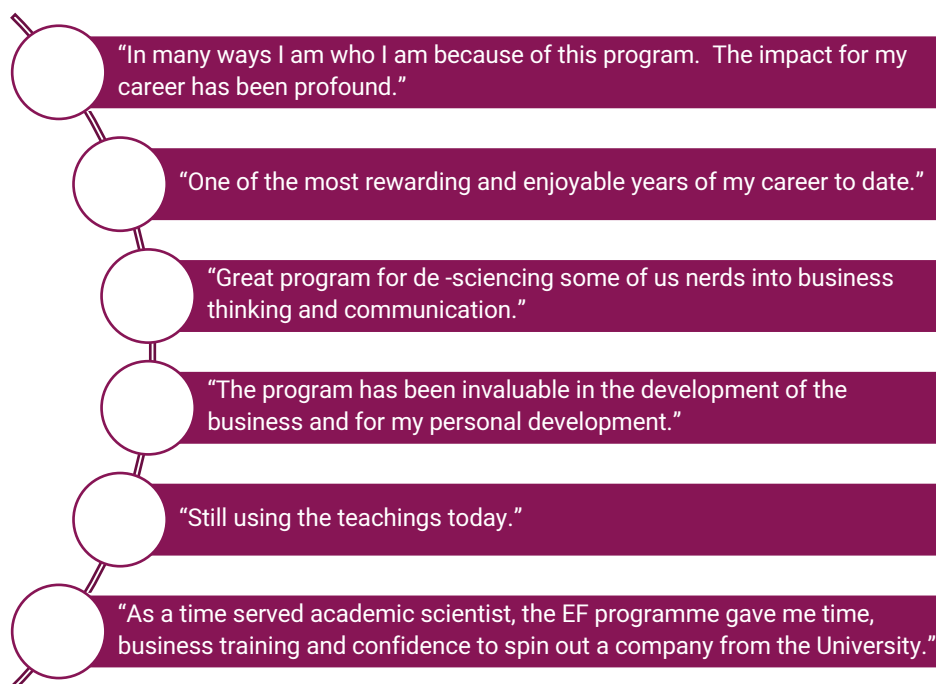 “In many ways I am who I am because of this program.  The impact for my
career has been profound.”
“One of the most rewarding and enjoyable years of my career to date.”
“Great program for de -sciencing some of us nerds into business
thinking and communication.”
“The program has been invaluable in the development of the
business and for my personal development.”
“Still using the teachings today.”
“As a time served academic scientist, the EF programme gave me time,
business training and confidence to spin out a company from the University.”